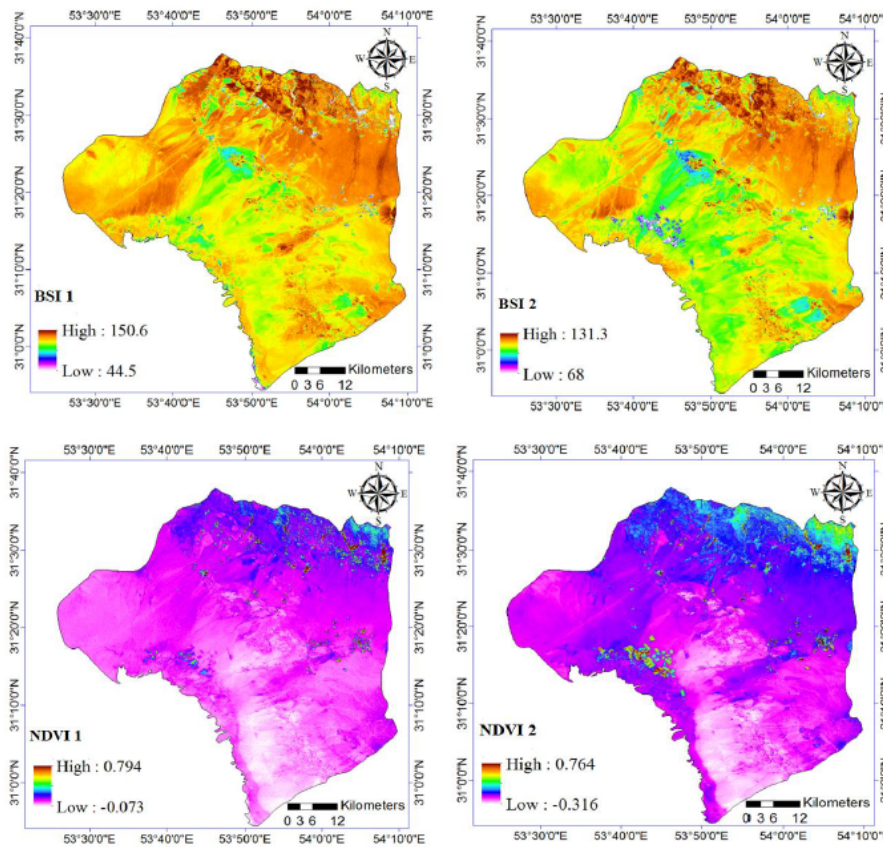 53°30'0"E 53°40'0"E 53°50'0"E 54°0'0"E 54°10'0"E
31°40'0"N
31°30'0"N
31°20'0"N
31°10'0"N
31°0'0"N
N
W E
S
BSI 1
High : 150.6
Low : 44.5
Kilometers
0 3 6 12
53°30'0"E 53°40'0"E 53°50'0"E 54°0'0"E 54°10'0"E
53°30'0"E 53°40'0"E 53°50'0"E 54°0'0"E 54°10'0"E
31°40'0"N
31°30'0"N
31°20'0"N
31°10'0"N
31°0'0"N
N
W E
S
BSI 2
High : 131.3
Low : 68
Kilometers
0 3 6 12
53°30'0"E 53°40'0"E 53°50'0"E 54°0'0"E 54°10'0"E
53°30'0"E 53°40'0"E 53°50'0"E 54°0'0"E 54°10'0"E
31°40'0"N
31°30'0"N
31°20'0"N
31°10'0"N
31°0'0"N
N
W E
S
NDVI 1
High : 0.794
Low : -0.073
Kilometers
0 3 6 12
53°30'0"E 53°40'0"E 53°50'0"E 54°0'0"E 54°10'0"E
53°30'0"E 53°40'0"E 53°50'0"E 54°0'0"E 54°10'0"E
31°40'0"N
31°30'0"N
31°20'0"N
31°10'0"N
31°0'0"N
N
W E
S
NDVI 2
High : 0.764
Low : -0.316
Kilometers
0 3 6 12
53°30'0"E 53°40'0"E 53°50'0"E 54°0'0"E 54°10'0"E